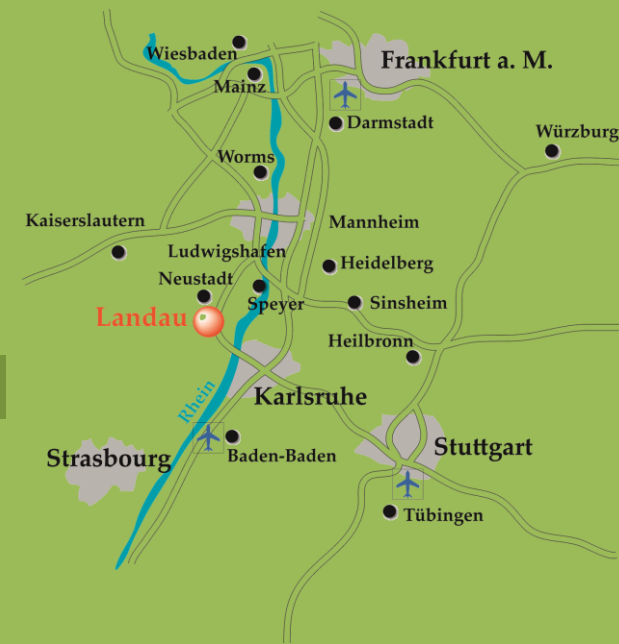 Wiesbaden
Frankfurt a. M.
Mainz
Darmstadt
Würzburg
Worms
Kaiserslautern
Mannheim
Ludwigshafen
Heidelberg
Neustadt
Speyer
Sinsheim
Landau
Heilbronn
Karlsruhe
Rhein
Stuttgart
Strasbourg
Baden-Baden
Tübingen